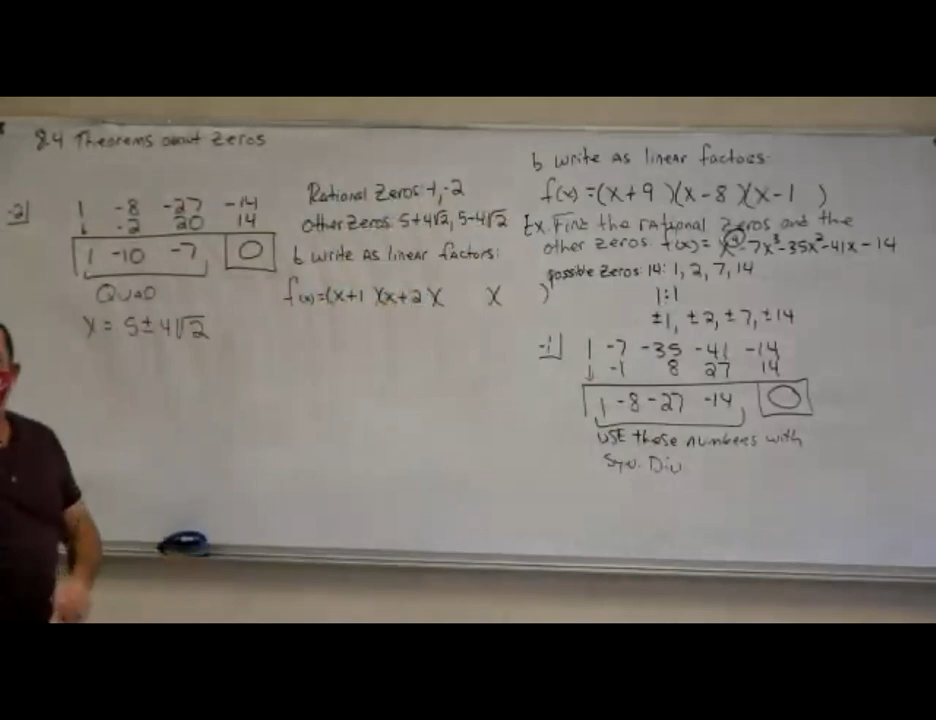 8.4 Theorems about Zeros
-2| 1 -8 -27 -14
↓ -2 20 14
1 -10 -7 0
QUAD
X = 5±4√2
Rational Zeros -1, -2
Other Zeros: 5+4√2, 5-4√2
b write as linear factors:
f(x)=(x+1)(x+2)( )( )
b write as linear factors:
f(x)=(x+9)(x-8)(x-1)
Ex. Find the rational zeros and the
other zeros. f(x)= x⁴-7x³-35x²-41x-14
possible zeros: 14: 1, 2, 7, 14
1:1
±1, ±2, ±7, ±14
-1| 1 -7 -35 -41 -14
↓ -1 8 27 14
1 -8 -27 -14 0
USE these numbers with
Syn. Div